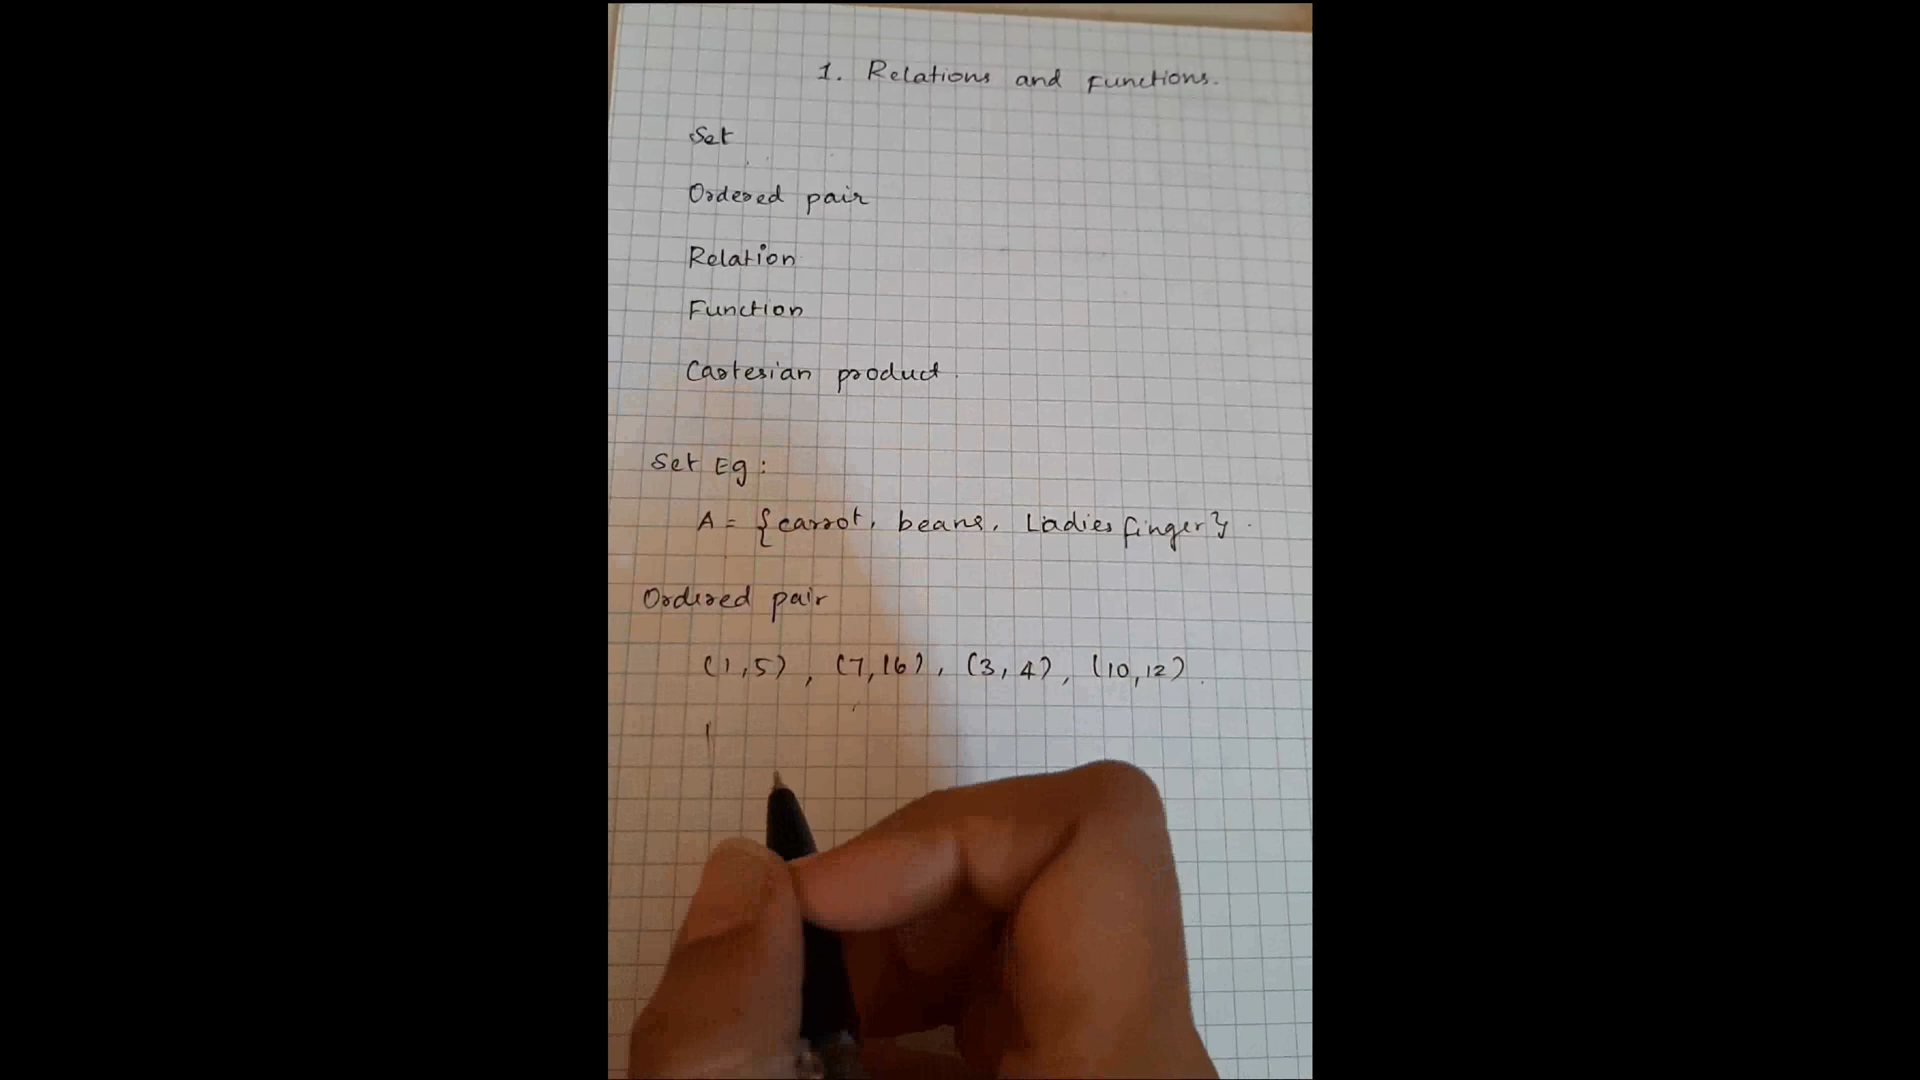 1. Relations and Functions.
Set
Ordered pair
Relation
Function
Cartesian product.
Set Eg:
A = {carrot, beans, Ladies finger}.
Ordered pair
(1,5), (7,16), (3,4), (10,12).